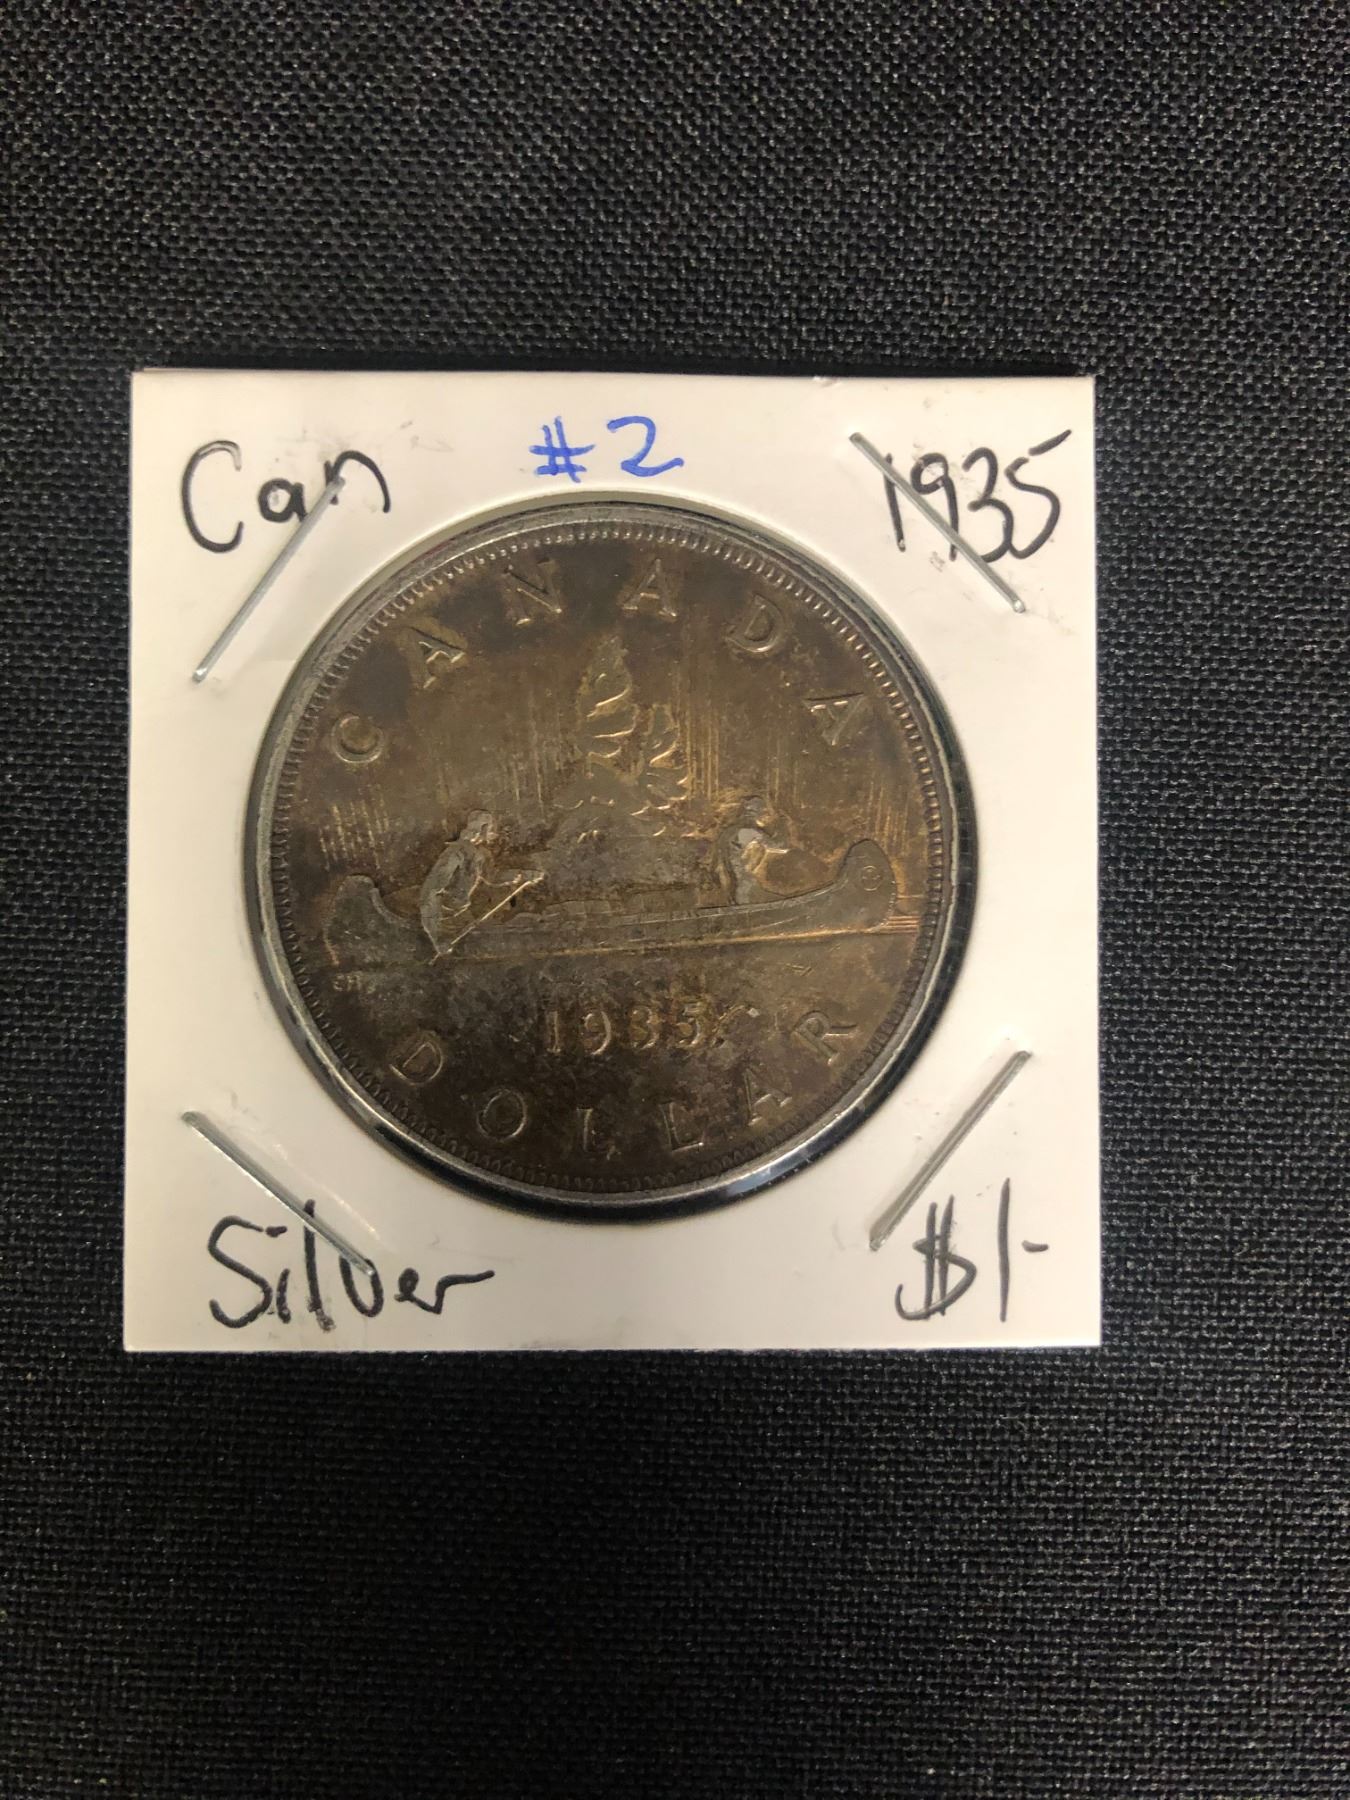 Can #2 1935
CANADA
1935
DOLLAR
Silver $1-